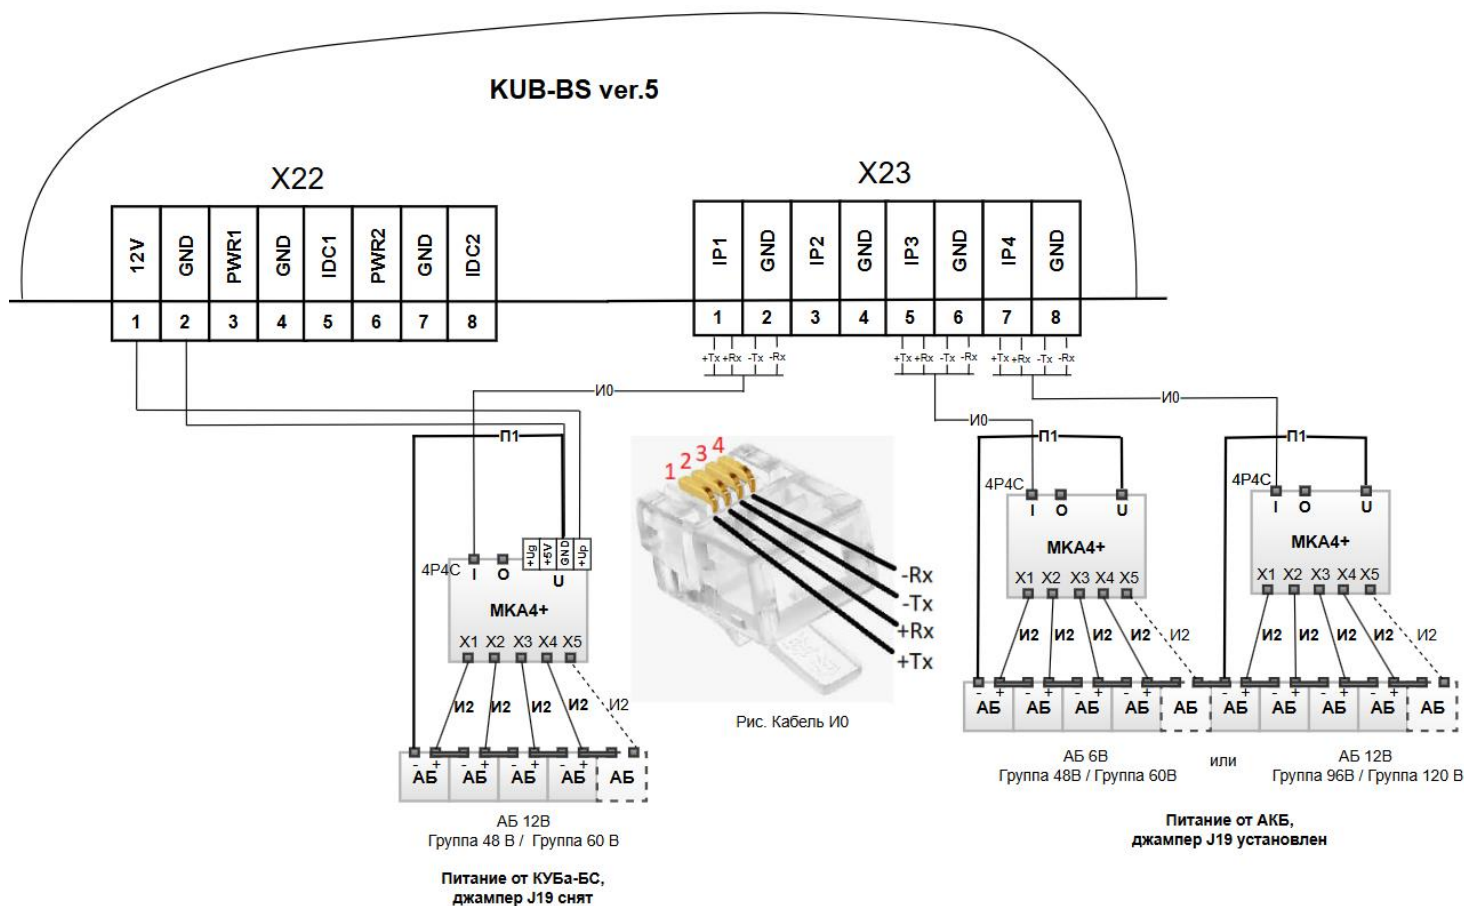 KUB-BS ver.5
X22
X23
12V GND PWR1 GND IDC1 PWR2 GND IDC2
IP1 GND IP2 GND IP3 GND IP4 GND
1 2 3 4 5 6 7 8
1 2 3 4 5 6 7 8
+Tx +Rx -Tx -Rx
+Tx +Rx -Tx -Rx
+Tx +Rx -Tx -Rx
И0
И0
И0
П1
П1
П1
1 2 3 4
-Rx
-Tx
+Rx
+Tx
Рис. Кабель И0
4P4C
I O U
+Ug +5V GND +Up
MKA4+
X1 X2 X3 X4 X5
И2 И2 И2 И2 И2
- + - + - + - +
АБ АБ АБ АБ АБ
АБ 12В
Группа 48 В / Группа 60 В
Питание от КУБа-БС,
джампер J19 снят
4P4C
I O U
MKA4+
X1 X2 X3 X4 X5
И2 И2 И2 И2 И2
- + - + - + - +
АБ АБ АБ АБ АБ
АБ 6В
Группа 48В / Группа 60В
или
4P4C
I O U
MKA4+
X1 X2 X3 X4 X5
И2 И2 И2 И2 И2
- + - + - + - +
АБ АБ АБ АБ АБ
АБ 12В
Группа 96В / Группа 120 В
Питание от АКБ,
джампер J19 установлен